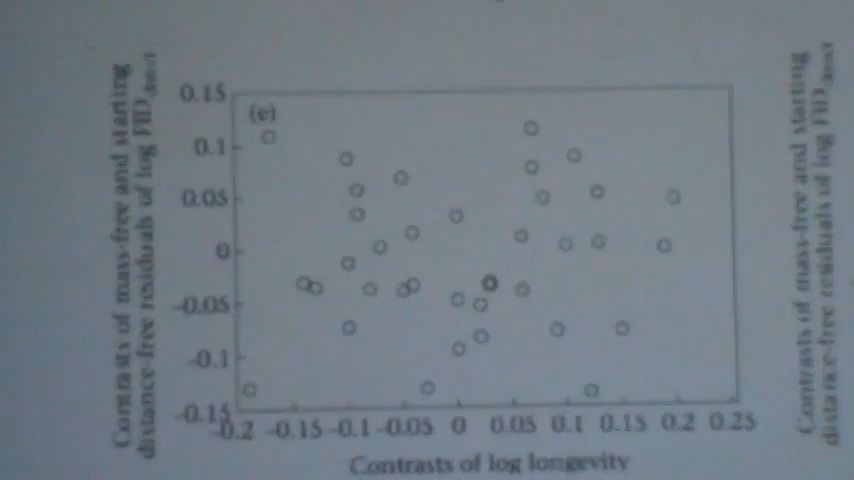 Contrasts of mass-free and starting
distance-free residuals of log FID direct
(e)
0.15
0.1
0.05
0
-0.05
-0.1
-0.15
-0.2 -0.15 -0.1 -0.05 0 0.05 0.1 0.15 0.2 0.25
Contrasts of log longevity
Contrasts of mass-free and starting
distance-free residuals of log FID direct